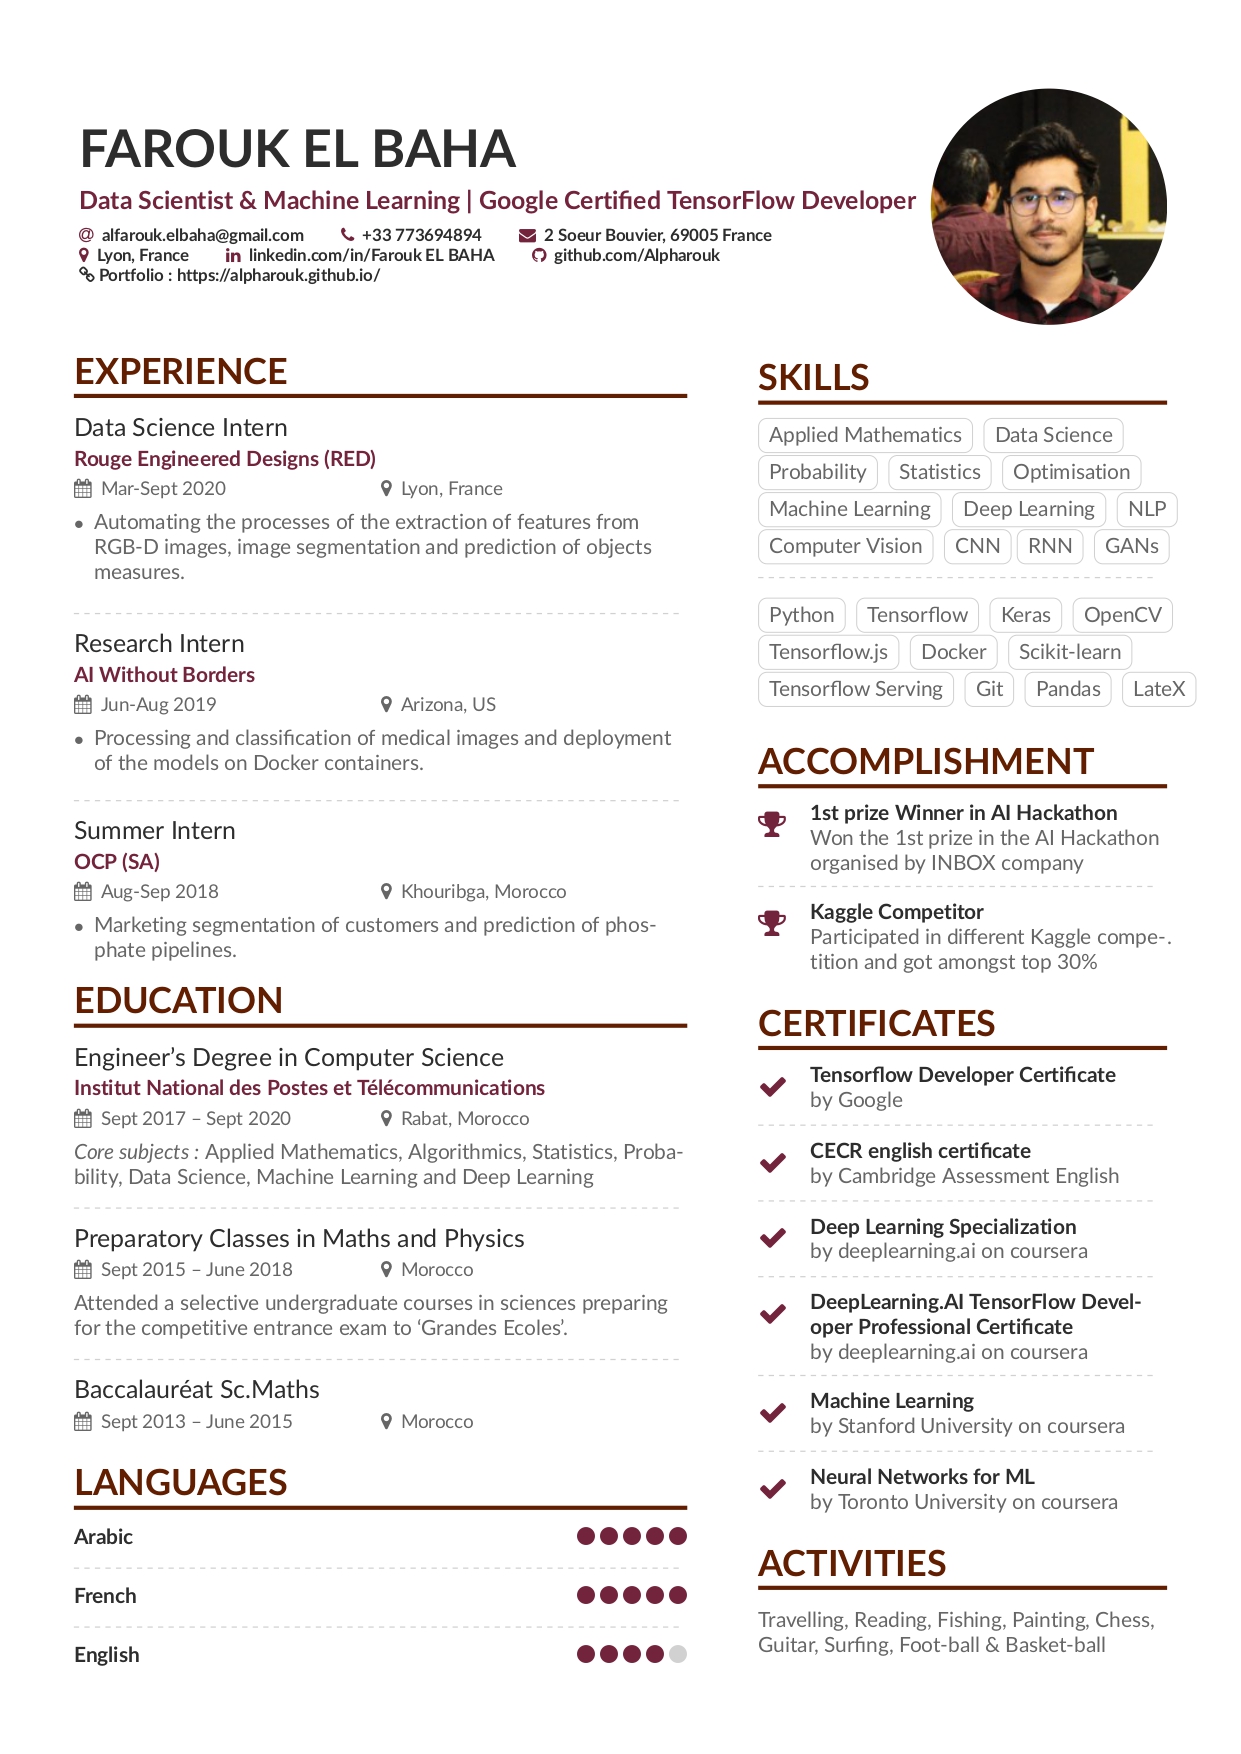 FAROUK EL BAHA
Data Scientist & Machine Learning | Google Certified TensorFlow Developer
@ alfarouk.elbaha@gmail.com +33 773694894 2 Soeur Bouvier, 69005 France
Lyon, France in linkedin.com/in/Farouk EL BAHA github.com/Alpharouk
Portfolio : https://alpharouk.github.io/
EXPERIENCE
Data Science Intern
Rouge Engineered Designs (RED)
Mar-Sept 2020 Lyon, France
• Automating the processes of the extraction of features from
RGB-D images, image segmentation and prediction of objects
measures.
Research Intern
AI Without Borders
Jun-Aug 2019 Arizona, US
• Processing and classification of medical images and deployment
of the models on Docker containers.
Summer Intern
OCP (SA)
Aug-Sep 2018 Khouribga, Morocco
• Marketing segmentation of customers and prediction of phos-
phate pipelines.
EDUCATION
Engineer’s Degree in Computer Science
Institut National des Postes et Télécommunications
Sept 2017 – Sept 2020 Rabat, Morocco
Core subjects : Applied Mathematics, Algorithmics, Statistics, Proba-
bility, Data Science, Machine Learning and Deep Learning
Preparatory Classes in Maths and Physics
Sept 2015 – June 2018 Morocco
Attended a selective undergraduate courses in sciences preparing
for the competitive entrance exam to ‘Grandes Ecoles’.
Baccalauréat Sc.Maths
Sept 2013 – June 2015 Morocco
LANGUAGES
Arabic
French
English
SKILLS
Applied Mathematics Data Science
Probability Statistics Optimisation
Machine Learning Deep Learning NLP
Computer Vision CNN RNN GANs
Python Tensorflow Keras OpenCV
Tensorflow.js Docker Scikit-learn
Tensorflow Serving Git Pandas LateX
ACCOMPLISHMENT
1st prize Winner in AI Hackathon
Won the 1st prize in the AI Hackathon
organised by INBOX company
Kaggle Competitor
Participated in different Kaggle compe-.
tition and got amongst top 30%
CERTIFICATES
Tensorflow Developer Certificate
by Google
CECR english certificate
by Cambridge Assessment English
Deep Learning Specialization
by deeplearning.ai on coursera
DeepLearning.AI TensorFlow Devel-
oper Professional Certificate
by deeplearning.ai on coursera
Machine Learning
by Stanford University on coursera
Neural Networks for ML
by Toronto University on coursera
ACTIVITIES
Travelling, Reading, Fishing, Painting, Chess,
Guitar, Surfing, Foot-ball & Basket-ball